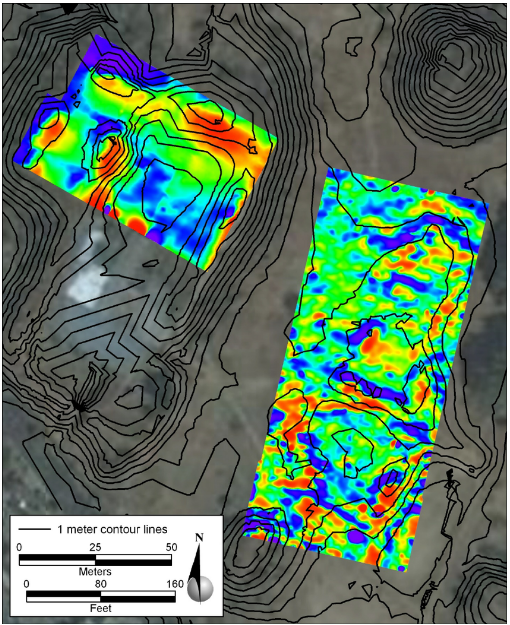 1 meter contour lines
N
0 25 50
Meters
0 80 160
Feet